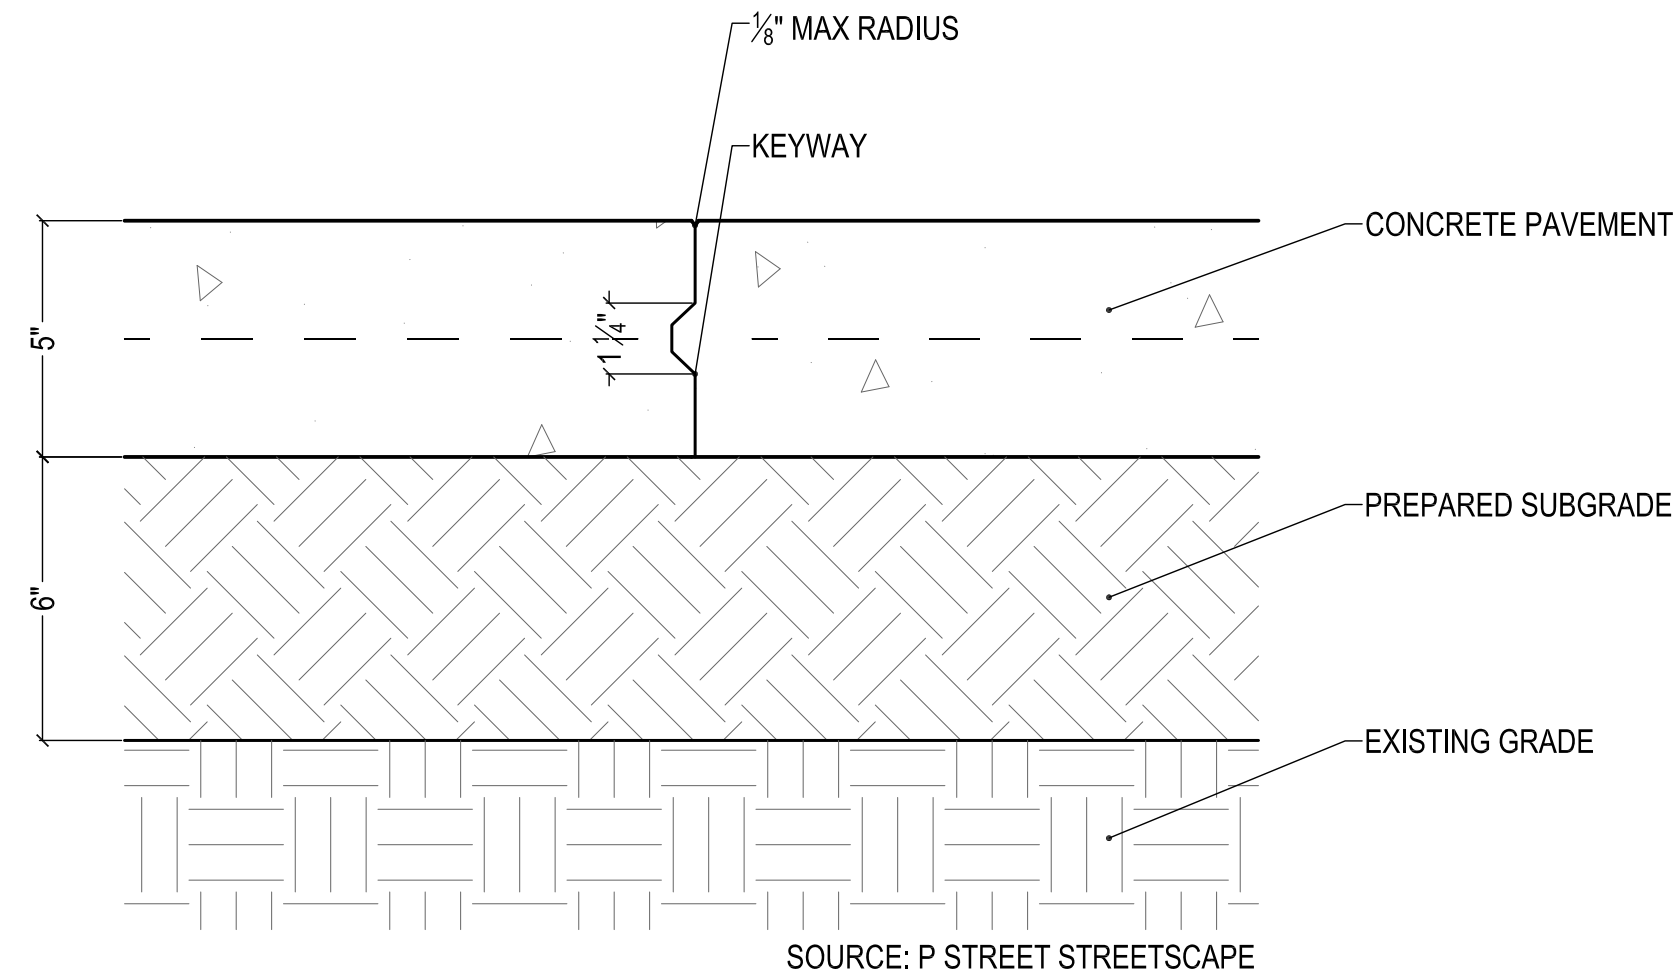 ⅛" MAX RADIUS
KEYWAY
CONCRETE PAVEMENT
5"
1 ¼"
PREPARED SUBGRADE
6"
EXISTING GRADE
SOURCE: P STREET STREETSCAPE